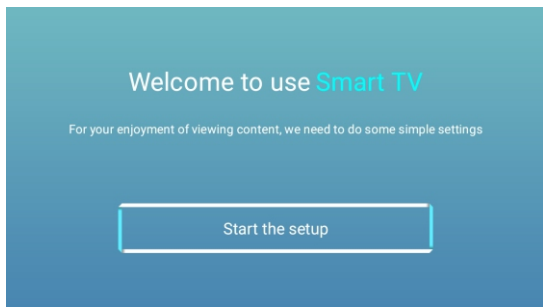 Welcome to use Smart TV
For your enjoyment of viewing content, we need to do some simple settings
Start the setup